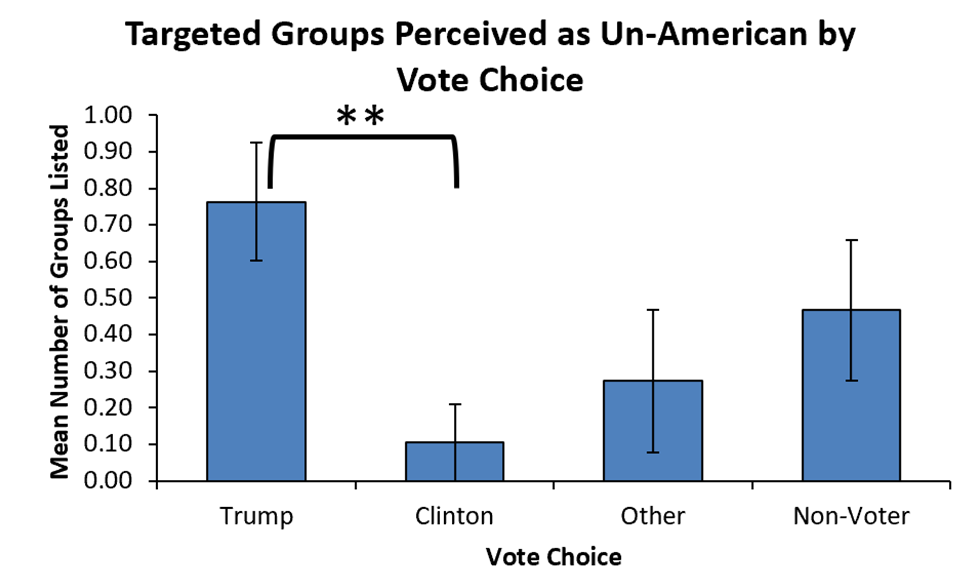 Targeted Groups Perceived as Un-American by
Vote Choice
**
Mean Number of Groups Listed
1.00
0.90
0.80
0.70
0.60
0.50
0.40
0.30
0.20
0.10
0.00
Trump Clinton Other Non-Voter
Vote Choice